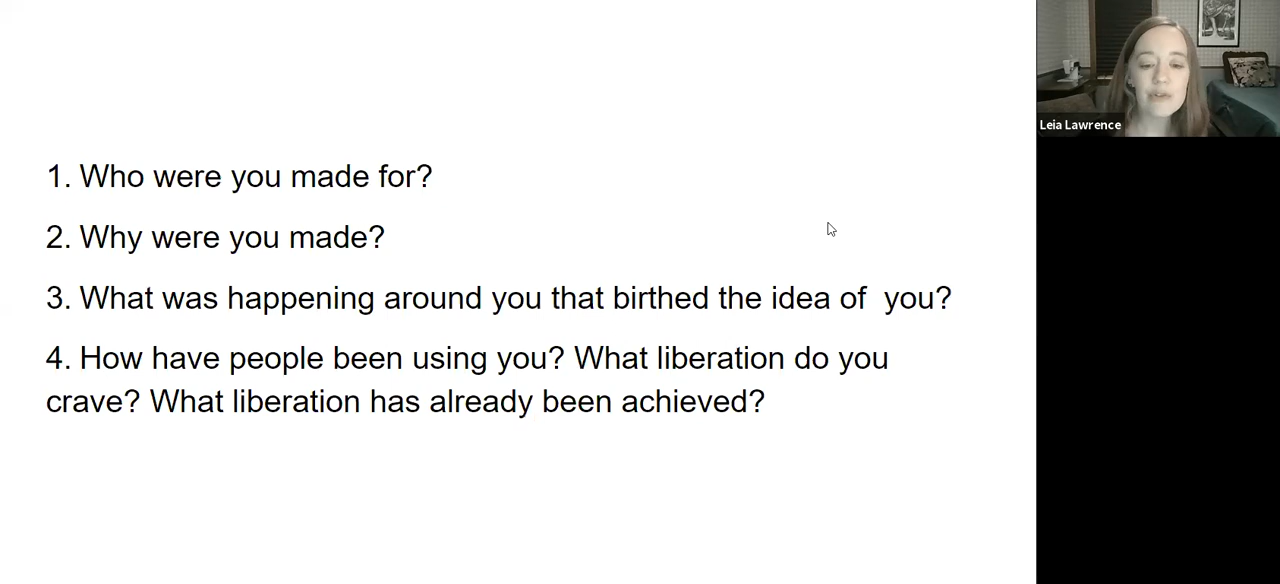 1. Who were you made for?
2. Why were you made?
3. What was happening around you that birthed the idea of  you?
4. How have people been using you? What liberation do you
crave? What liberation has already been achieved?
Leia Lawrence